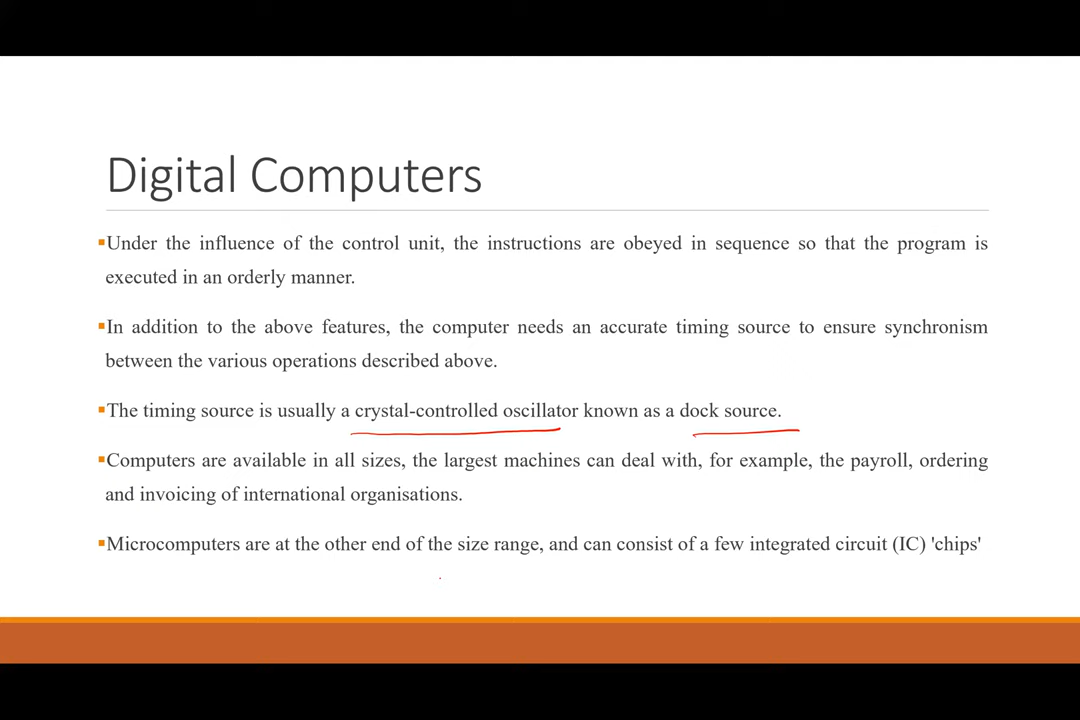 Digital Computers
▪Under the influence of the control unit, the instructions are obeyed in sequence so that the program is
executed in an orderly manner.
▪In addition to the above features, the computer needs an accurate timing source to ensure synchronism
between the various operations described above.
▪The timing source is usually a crystal-controlled oscillator known as a dock source.
▪Computers are available in all sizes, the largest machines can deal with, for example, the payroll, ordering
and invoicing of international organisations.
▪Microcomputers are at the other end of the size range, and can consist of a few integrated circuit (IC) 'chips'